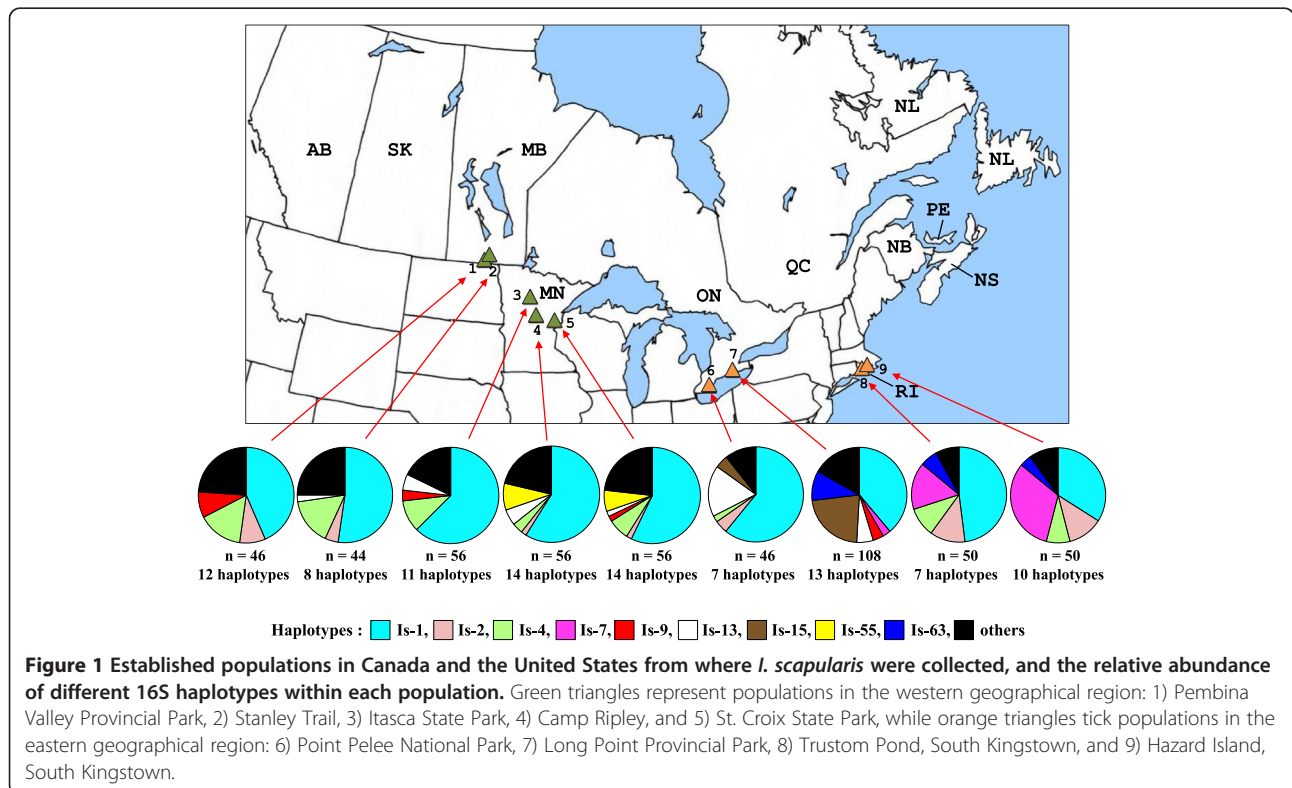 NL
AB
SK
MB
NL
PE
NB
QC
NS
1
2
3
MN
ON
4
5
7
6
9
8
RI
n = 46
12 haplotypes
n = 44
8 haplotypes
n = 56
11 haplotypes
n = 56
14 haplotypes
n = 56
14 haplotypes
n = 46
7 haplotypes
n = 108
13 haplotypes
n = 50
7 haplotypes
n = 50
10 haplotypes
Haplotypes : Is-1, Is-2, Is-4, Is-7, Is-9, Is-13, Is-15, Is-55, Is-63, others
Figure 1 Established populations in Canada and the United States from where I. scapularis were collected, and the relative abundance
of different 16S haplotypes within each population. Green triangles represent populations in the western geographical region: 1) Pembina
Valley Provincial Park, 2) Stanley Trail, 3) Itasca State Park, 4) Camp Ripley, and 5) St. Croix State Park, while orange triangles tick populations in the
eastern geographical region: 6) Point Pelee National Park, 7) Long Point Provincial Park, 8) Trustom Pond, South Kingstown, and 9) Hazard Island,
South Kingstown.